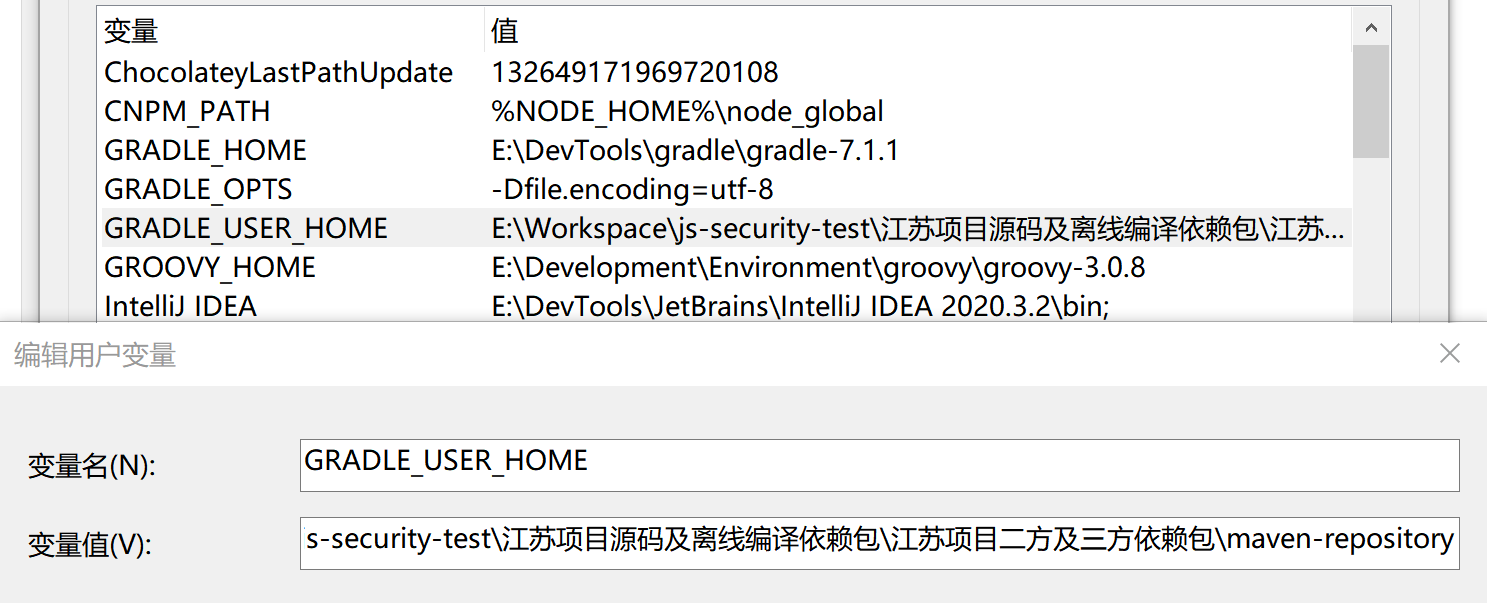 变量 值
ChocolateyLastPathUpdate 132649171969720108
CNPM_PATH %NODE_HOME%\node_global
GRADLE_HOME E:\DevTools\gradle\gradle-7.1.1
GRADLE_OPTS -Dfile.encoding=utf-8
GRADLE_USER_HOME E:\Workspace\js-security-test\江苏项目源码及离线编译依赖包\江苏...
GROOVY_HOME E:\Development\Environment\groovy\groovy-3.0.8
IntelliJ IDEA E:\DevTools\JetBrains\IntelliJ IDEA 2020.3.2\bin;
编辑用户变量
变量名(N): GRADLE_USER_HOME
变量值(V): s-security-test\江苏项目源码及离线编译依赖包\江苏项目二方及三方依赖包\maven-repository